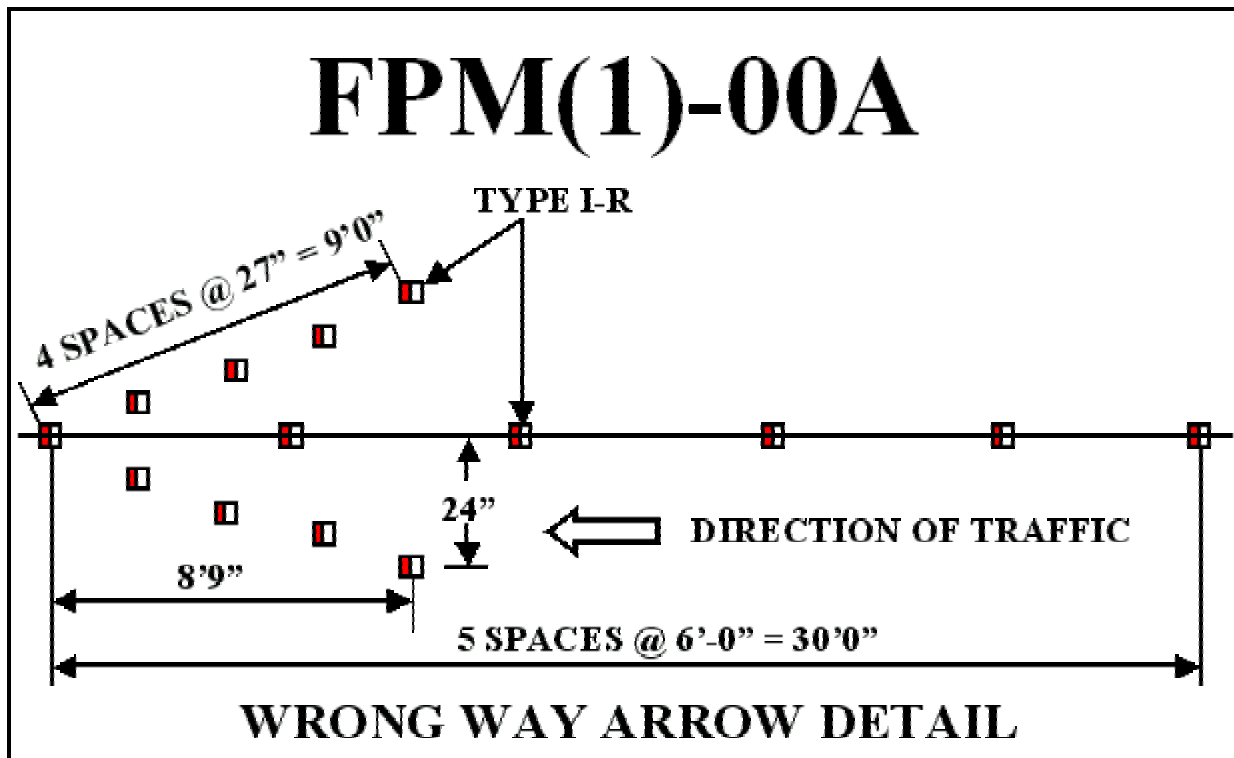 FPM(1)-00A
TYPE I-R
4 SPACES @ 27” = 9’0”
24”
DIRECTION OF TRAFFIC
8’9”
5 SPACES @ 6’-0” = 30’0”
WRONG WAY ARROW DETAIL